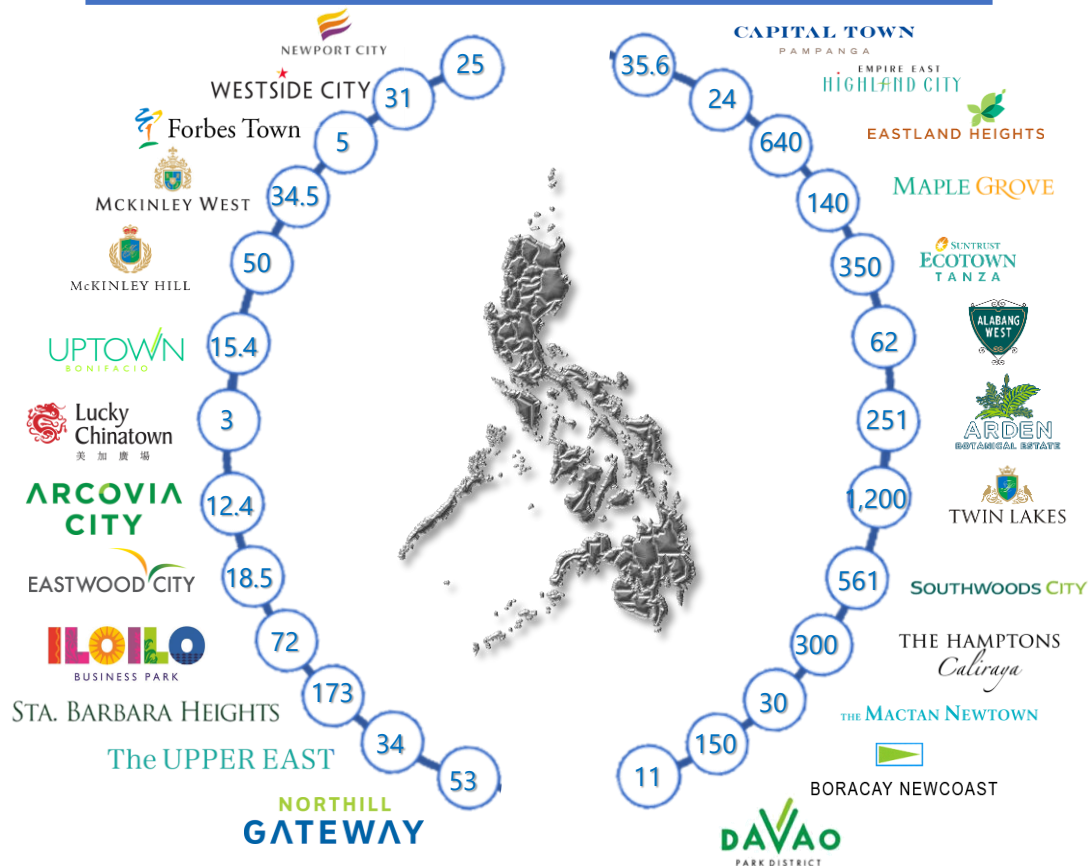 NEWPORT CITY
25
WESTSIDE CITY
31
Forbes Town
5
MCKINLEY WEST
34.5
McKINLEY HILL
50
UPTOWN
BONIFACIO
15.4
Lucky
Chinatown
美加廣場
3
ARCOVIA
CITY
12.4
EASTWOOD CITY
18.5
ILOILO
BUSINESS PARK
72
STA. BARBARA HEIGHTS
173
The UPPER EAST
34
NORTHILL
GATEWAY
53
CAPITAL TOWN
PAMPANGA
35.6
EMPIRE EAST
HIGHLAND CITY
24
EASTLAND HEIGHTS
640
MAPLE GROVE
140
SUNTRUST
ECOTOWN
TANZA
350
ALABANG
WEST
62
ARDEN
BOTANICAL ESTATE
251
TWIN LAKES
1,200
SOUTHWOODS CITY
561
THE HAMPTONS
Caliraya
300
THE MACTAN NEWTOWN
30
BORACAY NEWCOAST
150
DAVAO
PARK DISTRICT
11